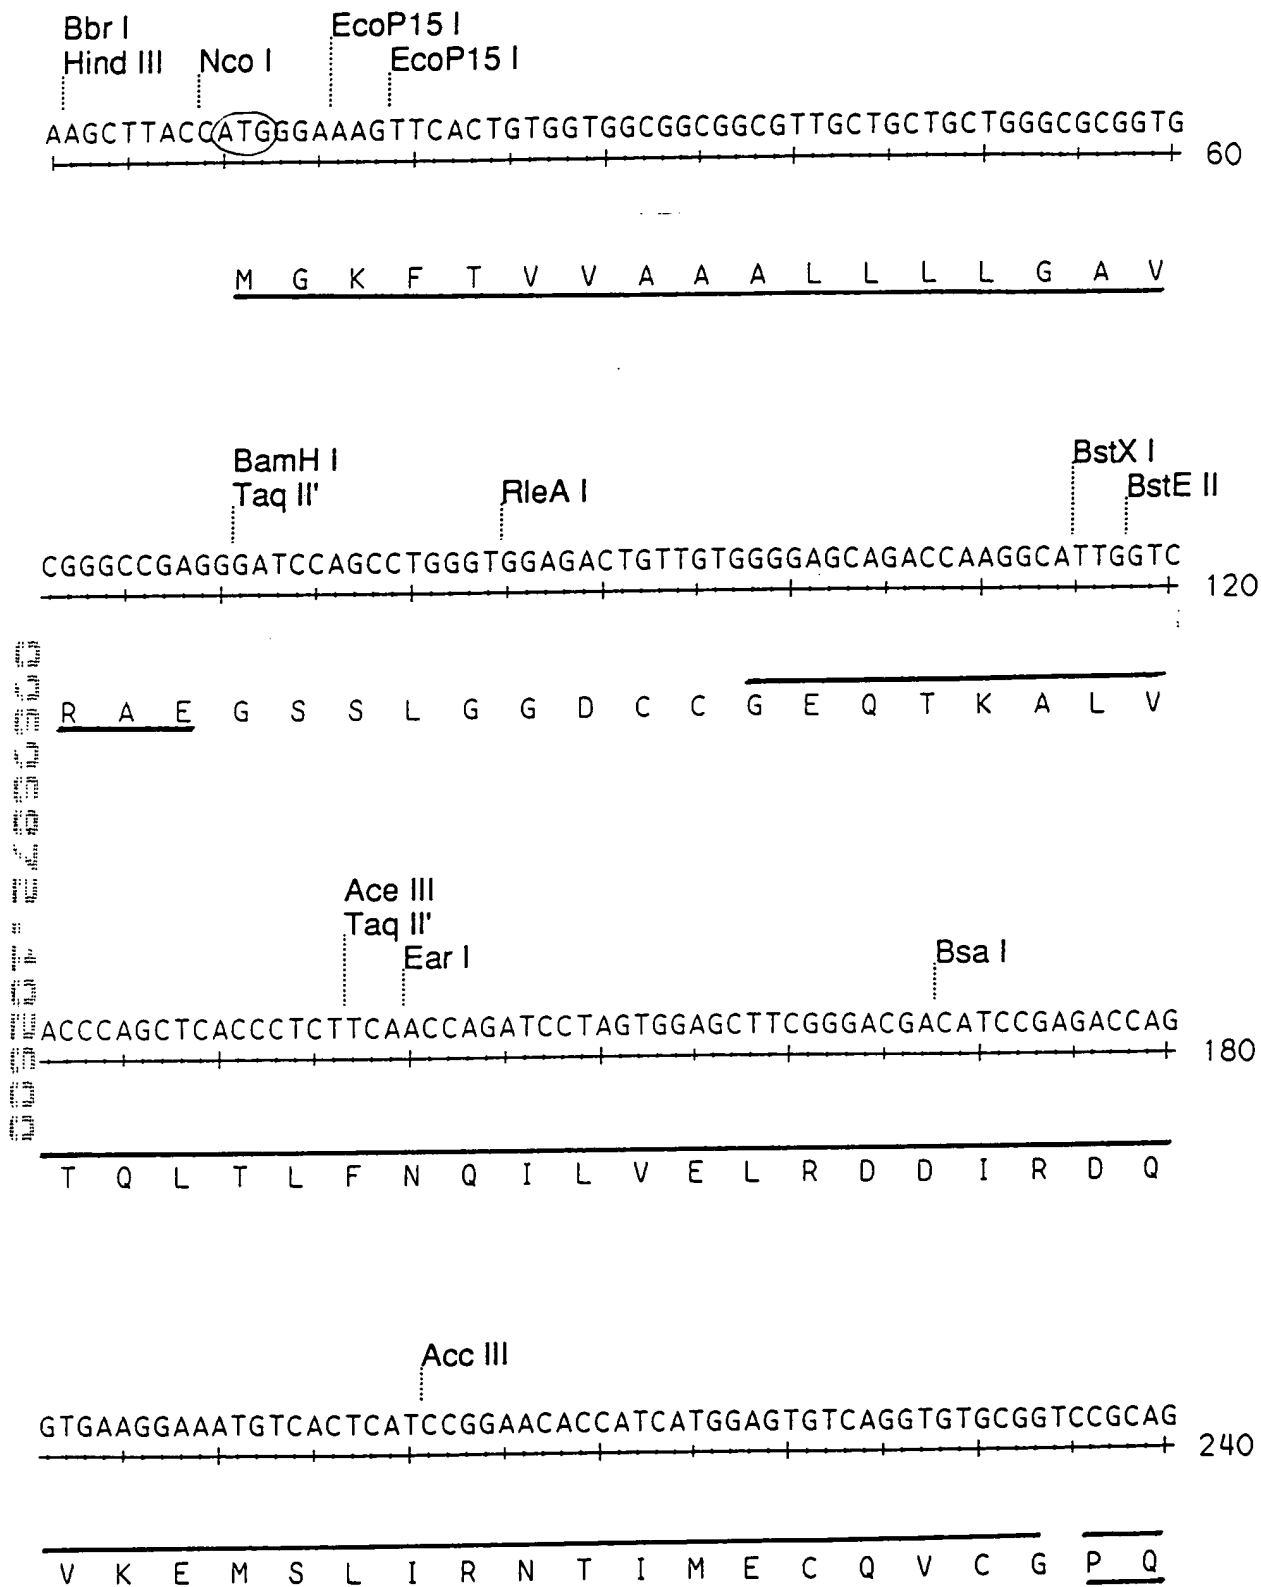 Bbr I EcoP15 I
Hind III Nco I EcoP15 I
AAGCTTACCATGGGAAAGTTCACTGTGGTGGCGGCGGCGTTGCTGCTGCTGGGCGCGGTG 60
M G K F T V V A A A L L L L G A V
BamH I BstX I
Taq II' RleA I BstE II
CGGGCCGAGGGATCCAGCCTGGGTGGAGACTGTTGTGGGGAGCAGACCAAGGCATTGGTC 120
R A E G S S L G G D C C G E Q T K A L V
Ace III
Taq II'
Ear I Bsa I
ACCCAGCTCACCCTCTTCAACCAGATCCTAGTGGAGCTTCGGGACGACATCCGAGACCAG 180
T Q L T L F N Q I L V E L R D D I R D Q
Acc III
GTGAAGGAAATGTCACTCATCCGGAACACCATCATGGAGTGTCAGGTGTGCGGTCCGCAG 240
V K E M S L I R N T I M E C Q V C G P Q